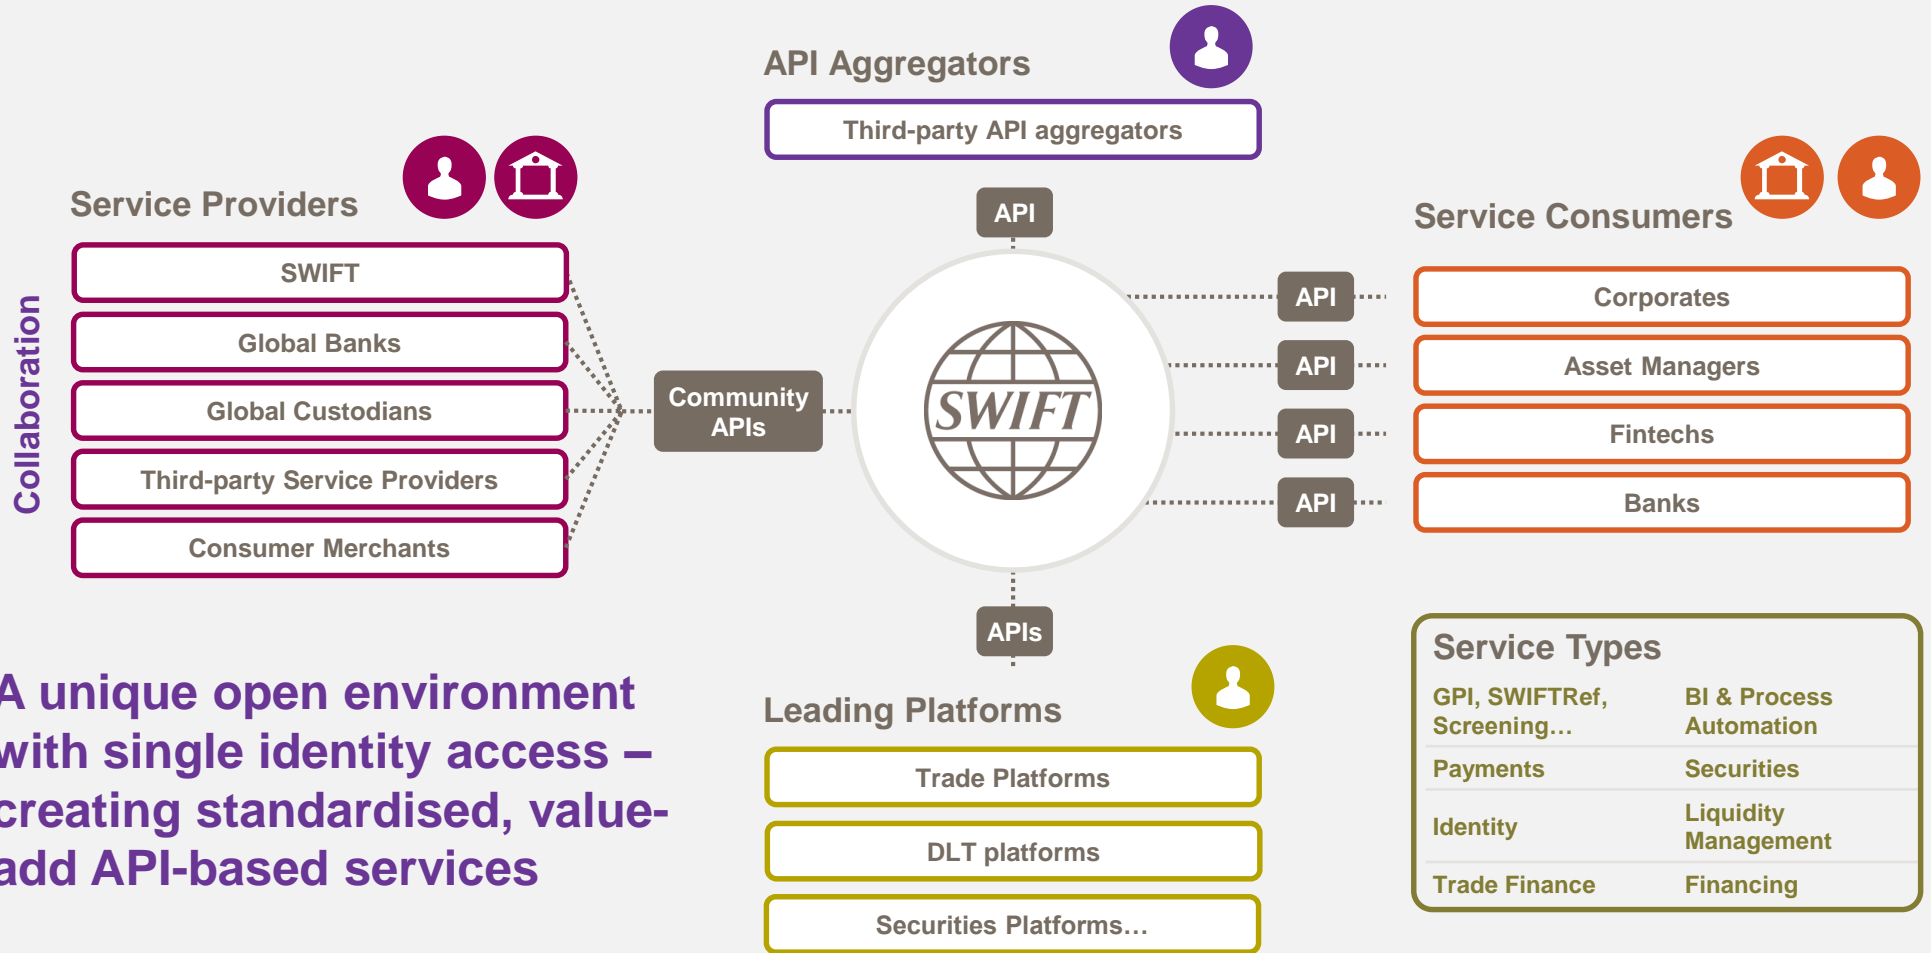 API Aggregators
Third-party API aggregators
Service Providers
SWIFT
Global Banks
Global Custodians
Third-party Service Providers
Consumer Merchants
Collaboration
Community
APIs
API
SWIFT
APIs
API
API
API
API
Service Consumers
Corporates
Asset Managers
Fintechs
Banks
A unique open environment
with single identity access –
creating standardised, value-
add API-based services
Leading Platforms
Trade Platforms
DLT platforms
Securities Platforms…
Service Types
GPI, SWIFTRef,
Screening…
BI & Process
Automation
Payments
Securities
Identity
Liquidity
Management
Trade Finance
Financing